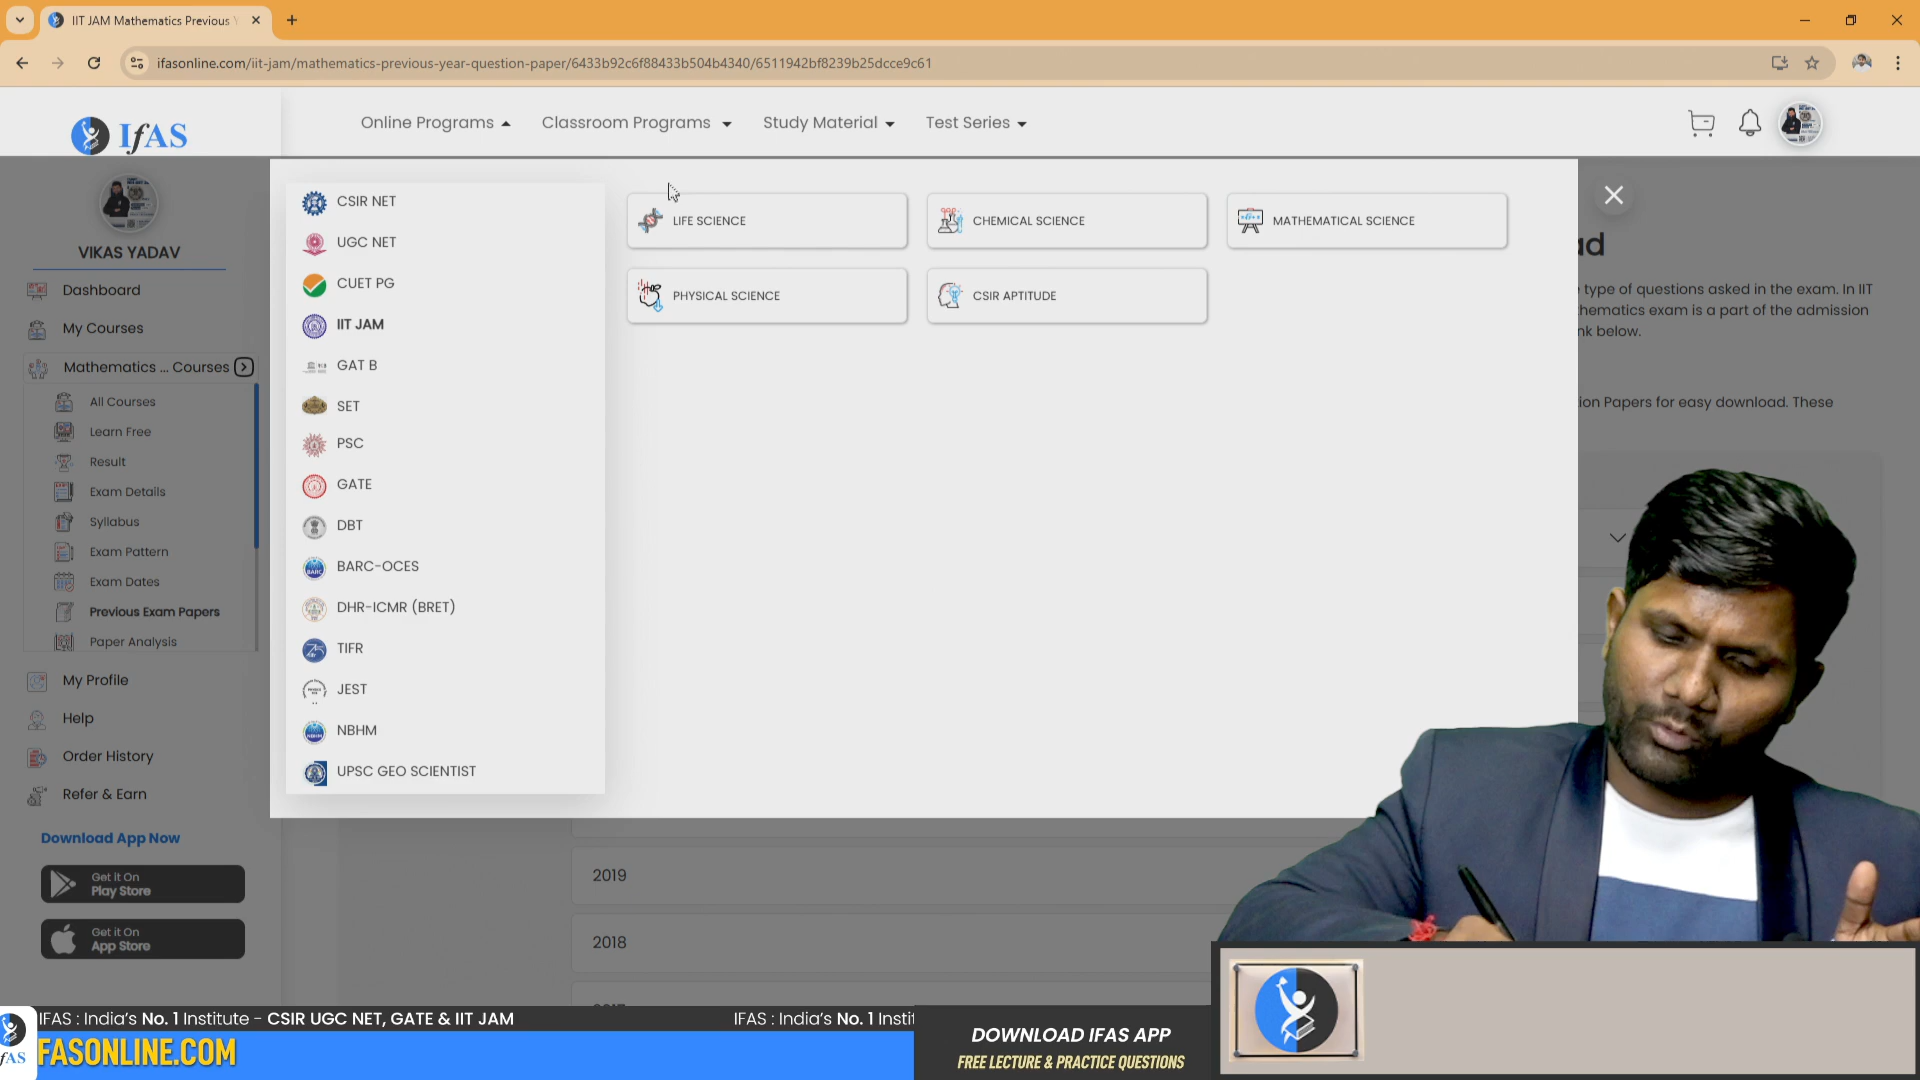 IIT JAM Mathematics Previous
ifasonline.com/iit-jam/mathematics-previous-year-question-paper/6433b92c6f88433b504b4340/6511942bf8239b25dcce9c61
IfAS
Online Programs
Classroom Programs
Study Material
Test Series
VIKAS YADAV
Dashboard
My Courses
Mathematics ... Courses
All Courses
Learn Free
Result
Exam Details
Syllabus
Exam Pattern
Exam Dates
Previous Exam Papers
Paper Analysis
My Profile
Help
Order History
Refer & Earn
Download App Now
Get it On
Play Store
Get it On
App Store
CSIR NET
UGC NET
CUET PG
IIT JAM
GAT B
SET
PSC
GATE
DBT
BARC-OCES
DHR-ICMR (BRET)
TIFR
JEST
NBHM
UPSC GEO SCIENTIST
LIFE SCIENCE
CHEMICAL SCIENCE
MATHEMATICAL SCIENCE
PHYSICAL SCIENCE
CSIR APTITUDE
ad
type of questions asked in the exam. In IIT
hematics exam is a part of the admission
nk below.
ion Papers for easy download. These
2019
2018
IFAS : India's No. 1 Institute - CSIR UGC NET, GATE & IIT JAM
IFAS : India's No. 1 Instit
FASONLINE.COM
DOWNLOAD IFAS APP
FREE LECTURE & PRACTICE QUESTIONS